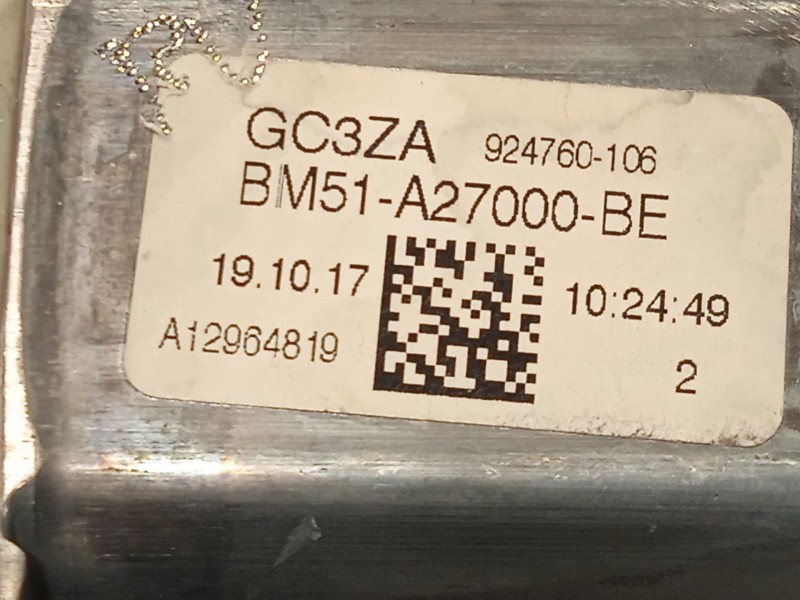 GC3ZA 924760-106
BM51-A27000-BE
19.10.17 10:24:49
A12964819 2